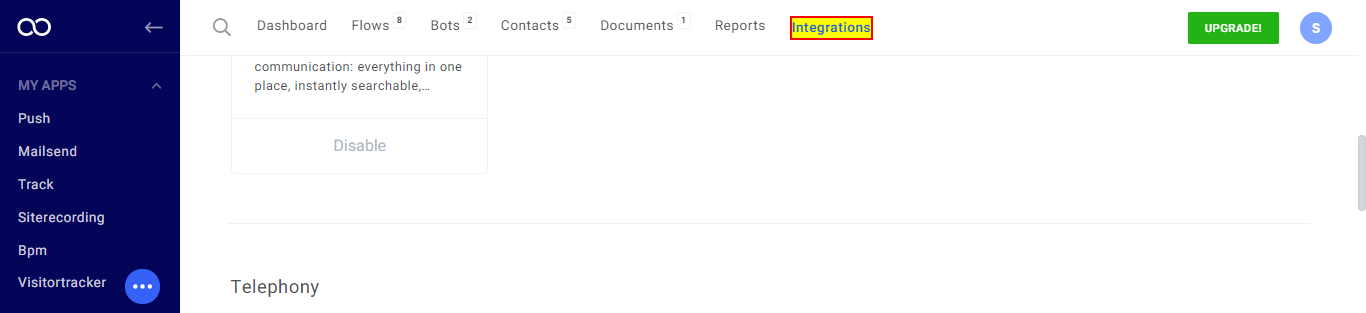 Dashboard Flows 8 Bots 2 Contacts 5 Documents 1 Reports Integrations UPGRADE! S
MY APPS
Push
Mailsend
Track
Siterecording
Bpm
Visitortracker
communication: everything in one
place, instantly searchable,...
Disable
Telephony